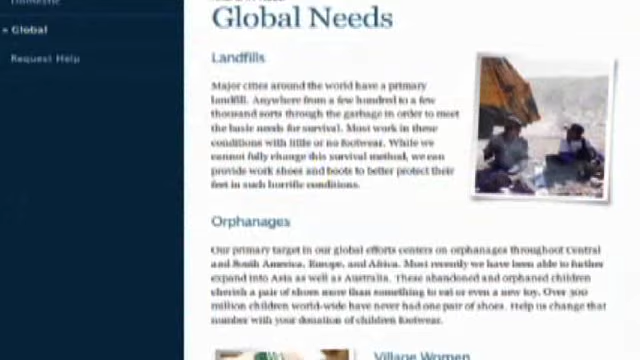 Domestic
Global
Request Help
Global Needs
Landfills
Major cities around the world have a primary
landfill. Anywhere from a few hundred to a few
thousand sorts through the garbage in order to meet
the basic needs for survival. Most work in these
conditions with little or no footwear. While we
cannot fully change this survival method, we can
provide work shoes and boots to better protect their
feet in such horrific conditions.
Orphanages
Our primary target in our global efforts centers on orphanages throughout Central
and South America, Europe, and Africa. Most recently we have been able to further
expand into Asia as well as Australia. These abandoned and orphaned children
cherish a pair of shoes more than something to eat or even a new toy. Over 300
million children world-wide have never had one pair of shoes. Help us change that
number with your donation of children footwear.
Village Women